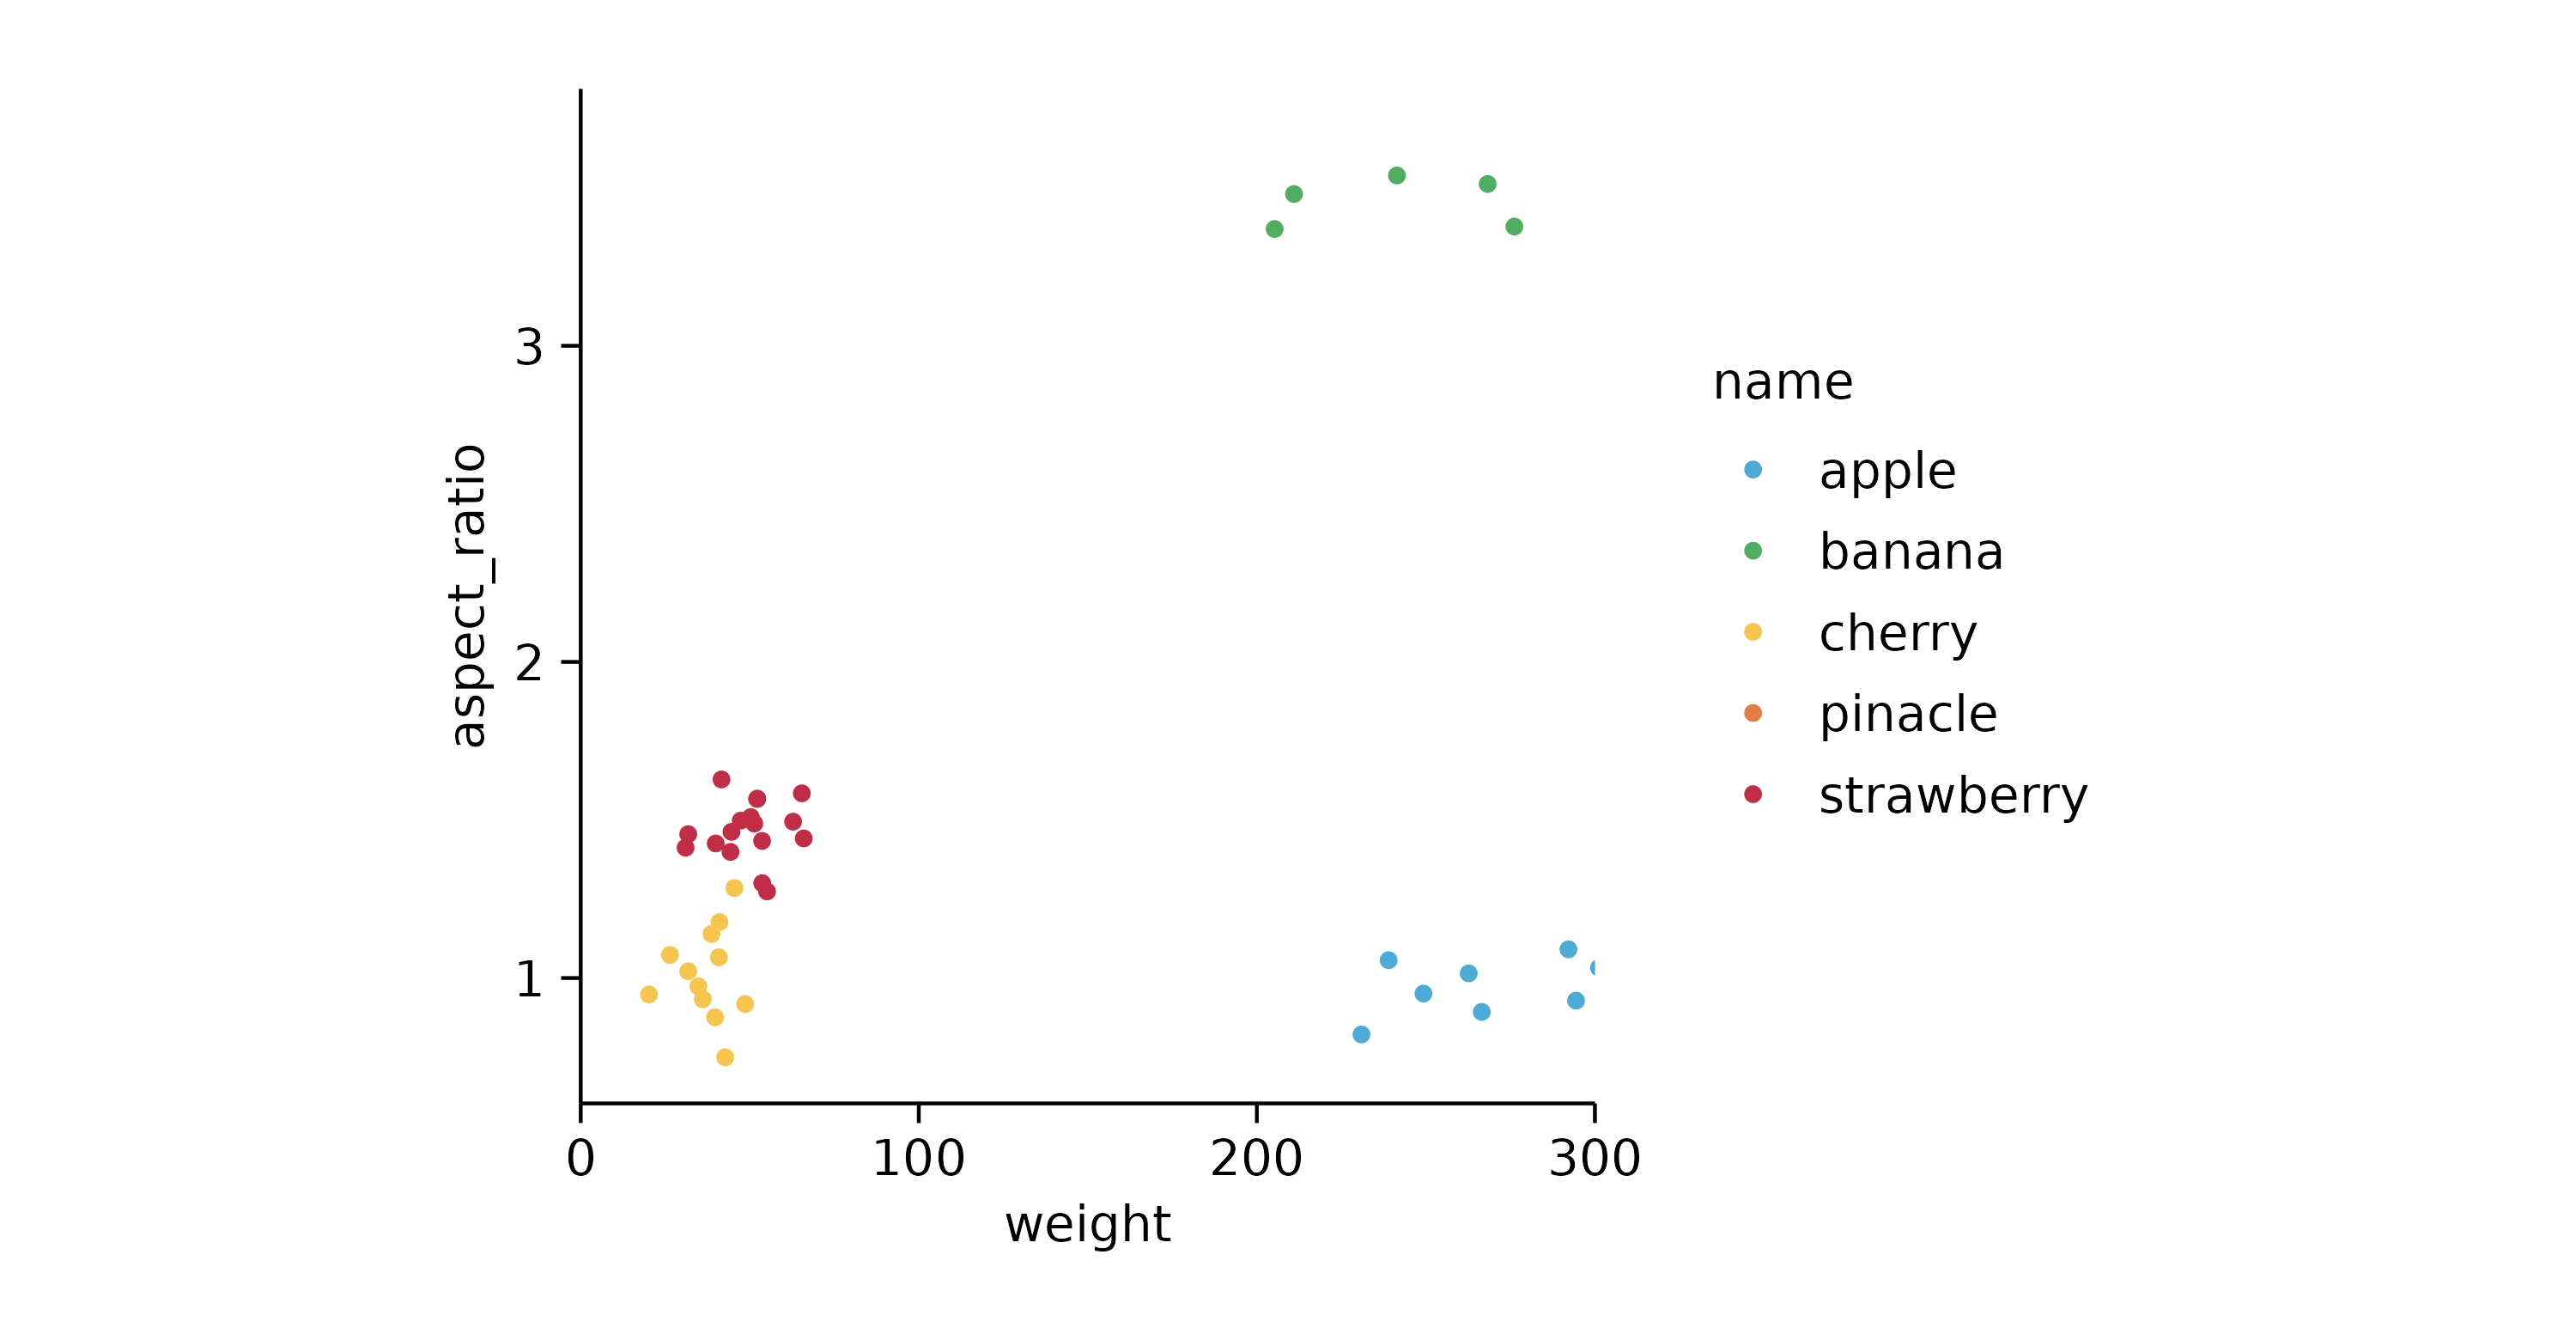 3
2
1
aspect_ratio
0 100 200 300
weight
name
apple
banana
cherry
pinacle
strawberry